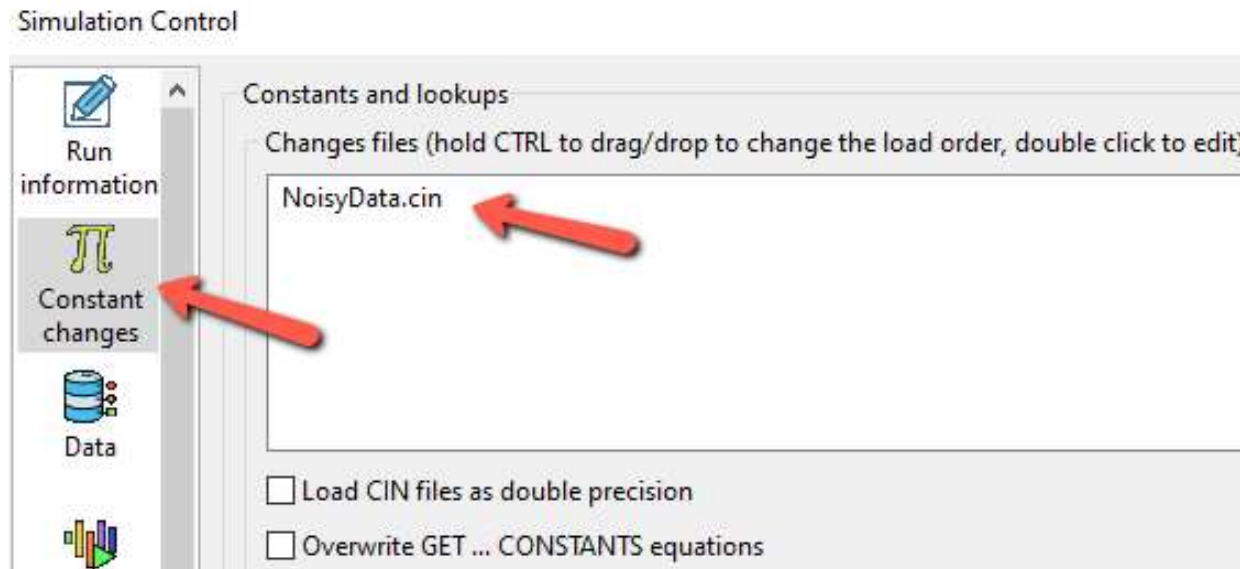 Simulation Control
Run
information
Constant
changes
Data
Constants and lookups
Changes files (hold CTRL to drag/drop to change the load order, double click to edit)
NoisyData.cin
Load CIN files as double precision
Overwrite GET ... CONSTANTS equations